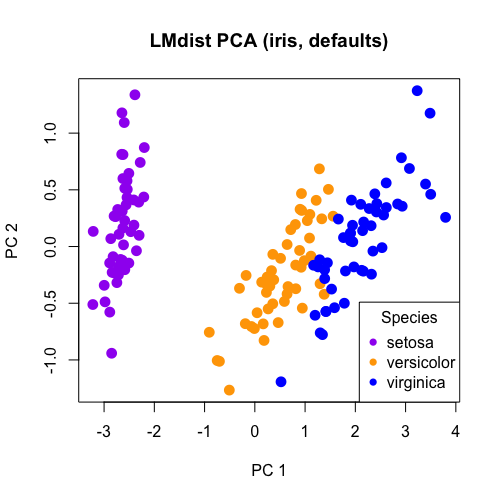 LMdist PCA (iris, defaults)
PC 2
1.0
0.5
0.0
-0.5
-1.0
Species
setosa
versicolor
virginica
-3 -2 -1 0 1 2 3 4
PC 1